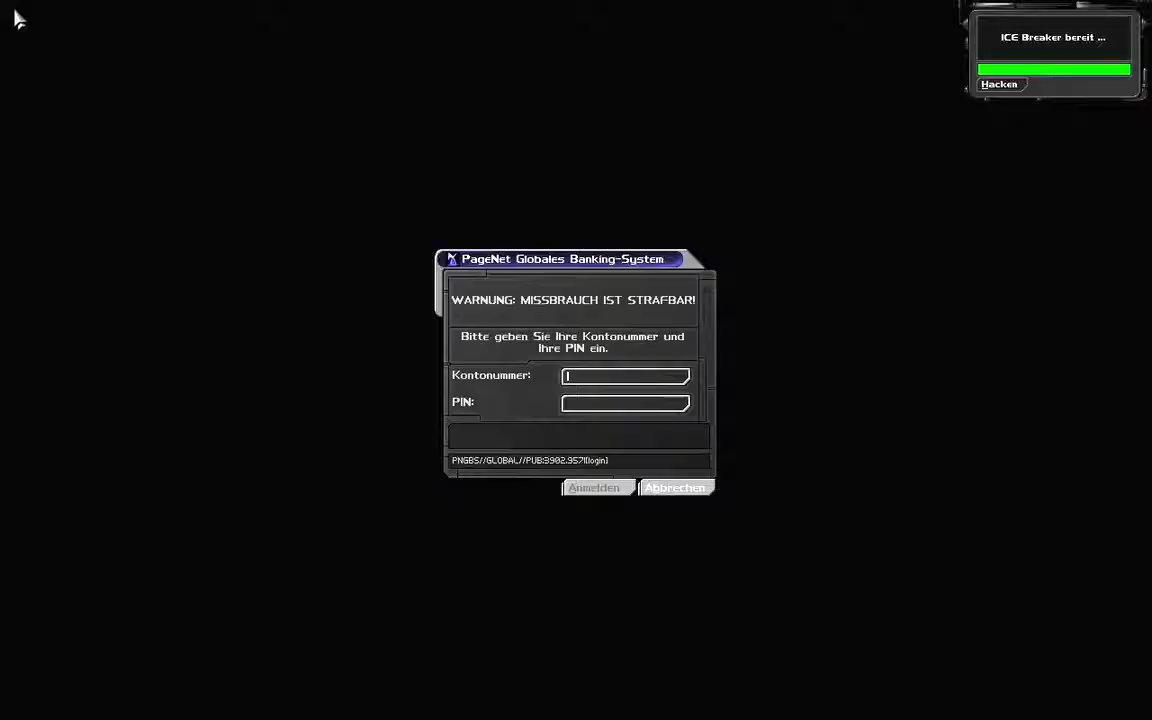 ICE Breaker bereit ...
Hacken
PageNet Globales Banking-System
WARNUNG: MISSBRAUCH IST STRAFBAR!
Bitte geben Sie Ihre Kontonummer und
Ihre PIN ein.
Kontonummer:
PIN:
PNGBS//GLOBAL//PUB:3902.9571[login]
Anmelden
Abbrechen